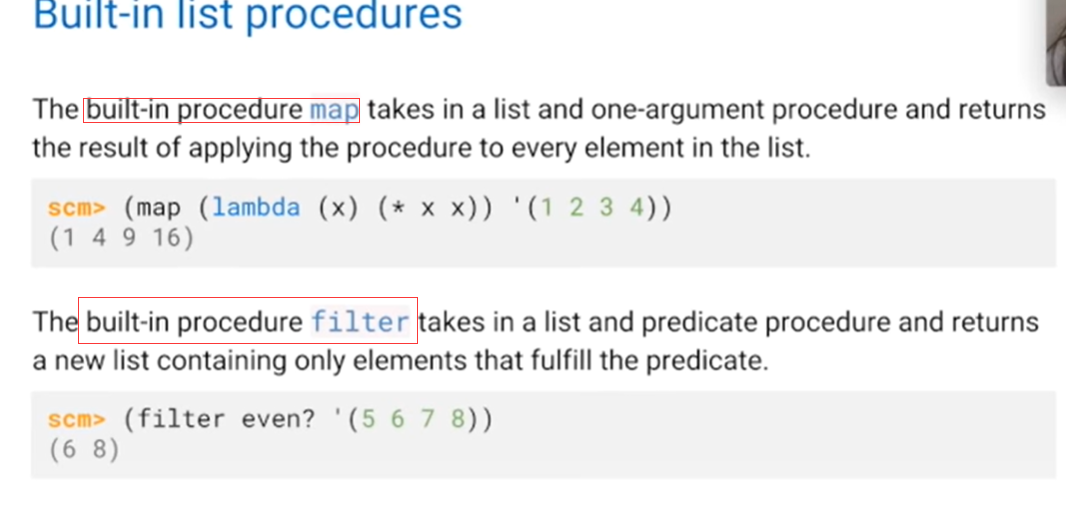 Built-in list procedures
The built-in procedure map takes in a list and one-argument procedure and returns
the result of applying the procedure to every element in the list.
scm> (map (lambda (x) (* x x)) '(1 2 3 4))
(1 4 9 16)
The built-in procedure filter takes in a list and predicate procedure and returns
a new list containing only elements that fulfill the predicate.
scm> (filter even? '(5 6 7 8))
(6 8)